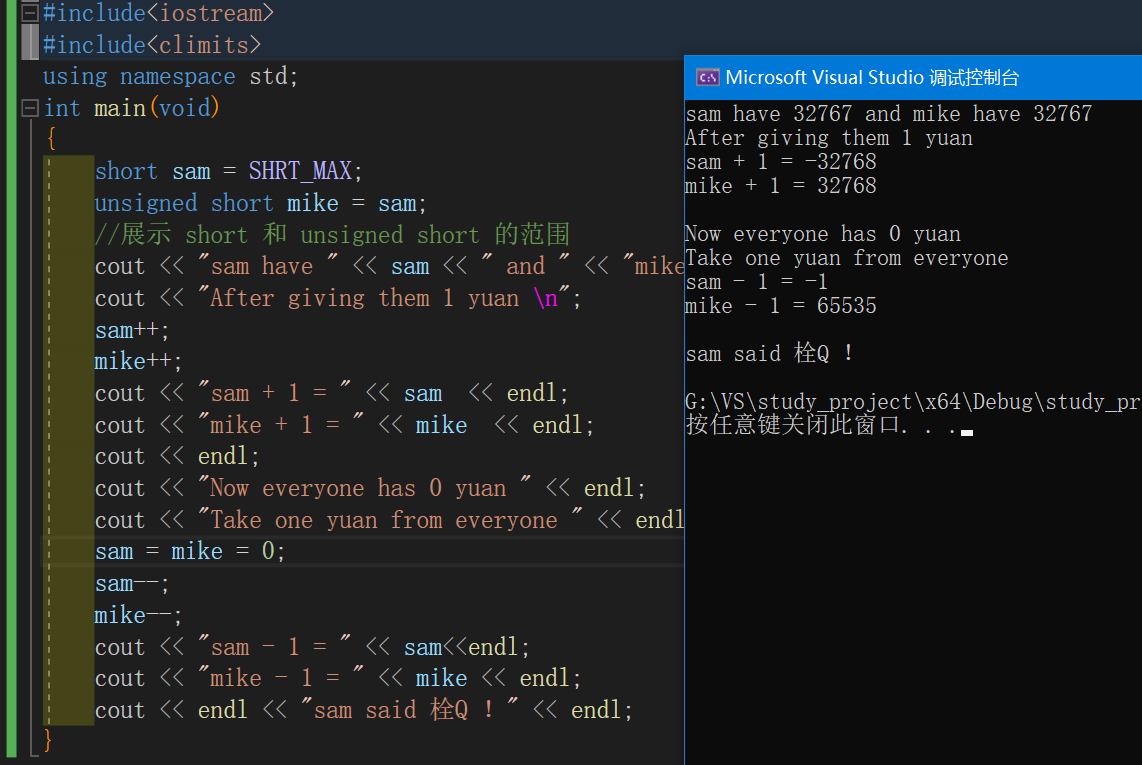 #include<iostream>
#include<climits>
using namespace std;
int main(void)
{
short sam = SHRT_MAX;
unsigned short mike = sam;
//展示 short 和 unsigned short 的范围
cout << "sam have " << sam << " and " << "mike
cout << "After giving them 1 yuan \n";
sam++;
mike++;
cout << "sam + 1 = " << sam  << endl;
cout << "mike + 1 =  " << mike  << endl;
cout << endl;
cout << "Now everyone has 0 yuan " << endl;
cout << "Take one yuan from everyone " << endl
sam = mike = 0;
sam--;
mike--;
cout << "sam - 1 = " << sam<<endl;
cout << "mike - 1 = " << mike << endl;
cout << endl << "sam said 栓Q ！" << endl;
}
Microsoft Visual Studio 调试控制台
sam have 32767 and mike have 32767
After giving them 1 yuan
sam + 1 = -32768
mike + 1 = 32768
Now everyone has 0 yuan
Take one yuan from everyone
sam - 1 = -1
mike - 1 = 65535
sam said 栓Q ！
G:\VS\study_project\x64\Debug\study_pr
按任意键关闭此窗口. . .